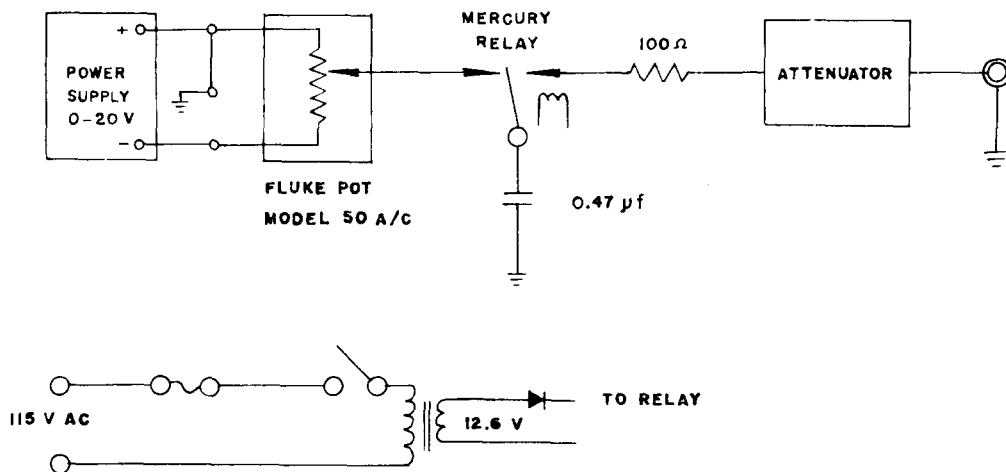 MERCURY
RELAY
100 Ω
+
POWER
SUPPLY
0-20 V
-
ATTENUATOR
FLUKE POT
MODEL 50 A/C
0.47 µf
115 V AC
12.6 V
TO RELAY